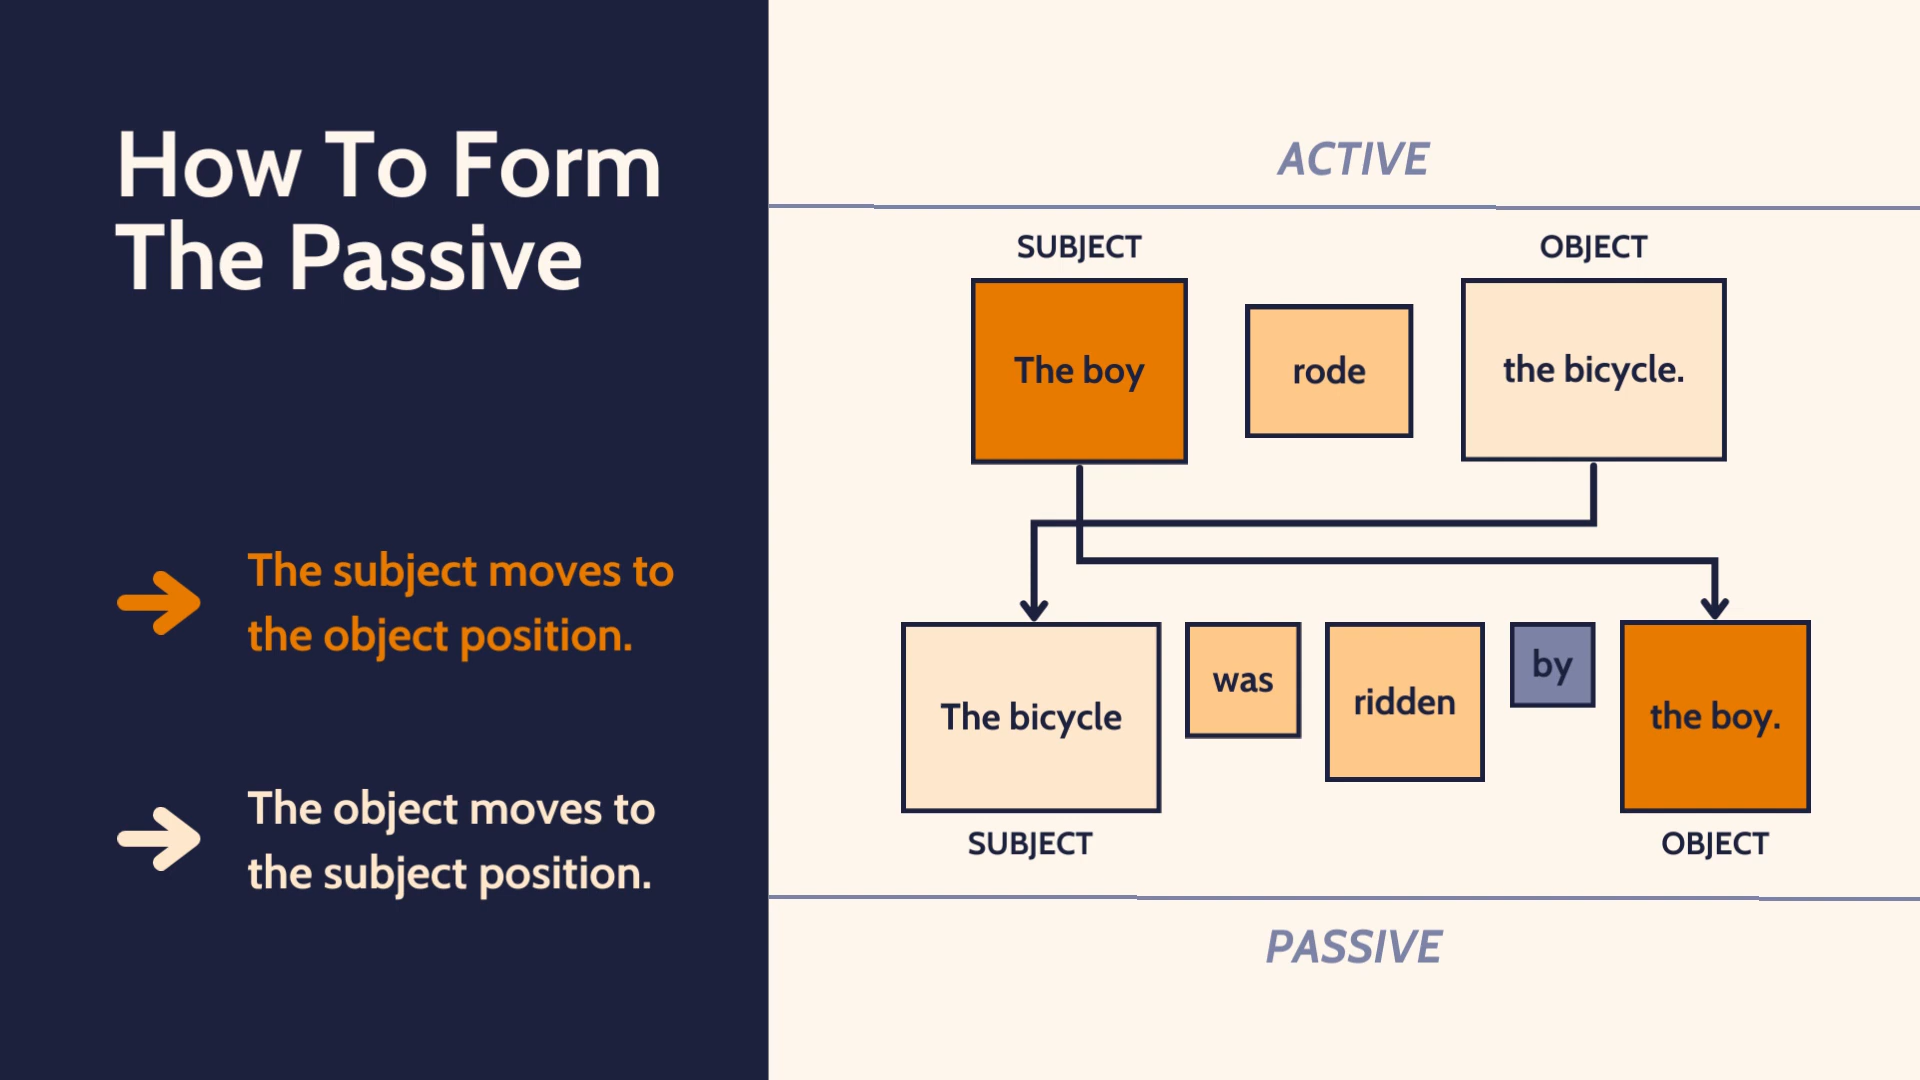 How To Form
The Passive
The subject moves to
the object position.
The object moves to
the subject position.
ACTIVE
SUBJECT OBJECT
The boy rode the bicycle.
The bicycle was ridden by the boy.
SUBJECT OBJECT
PASSIVE